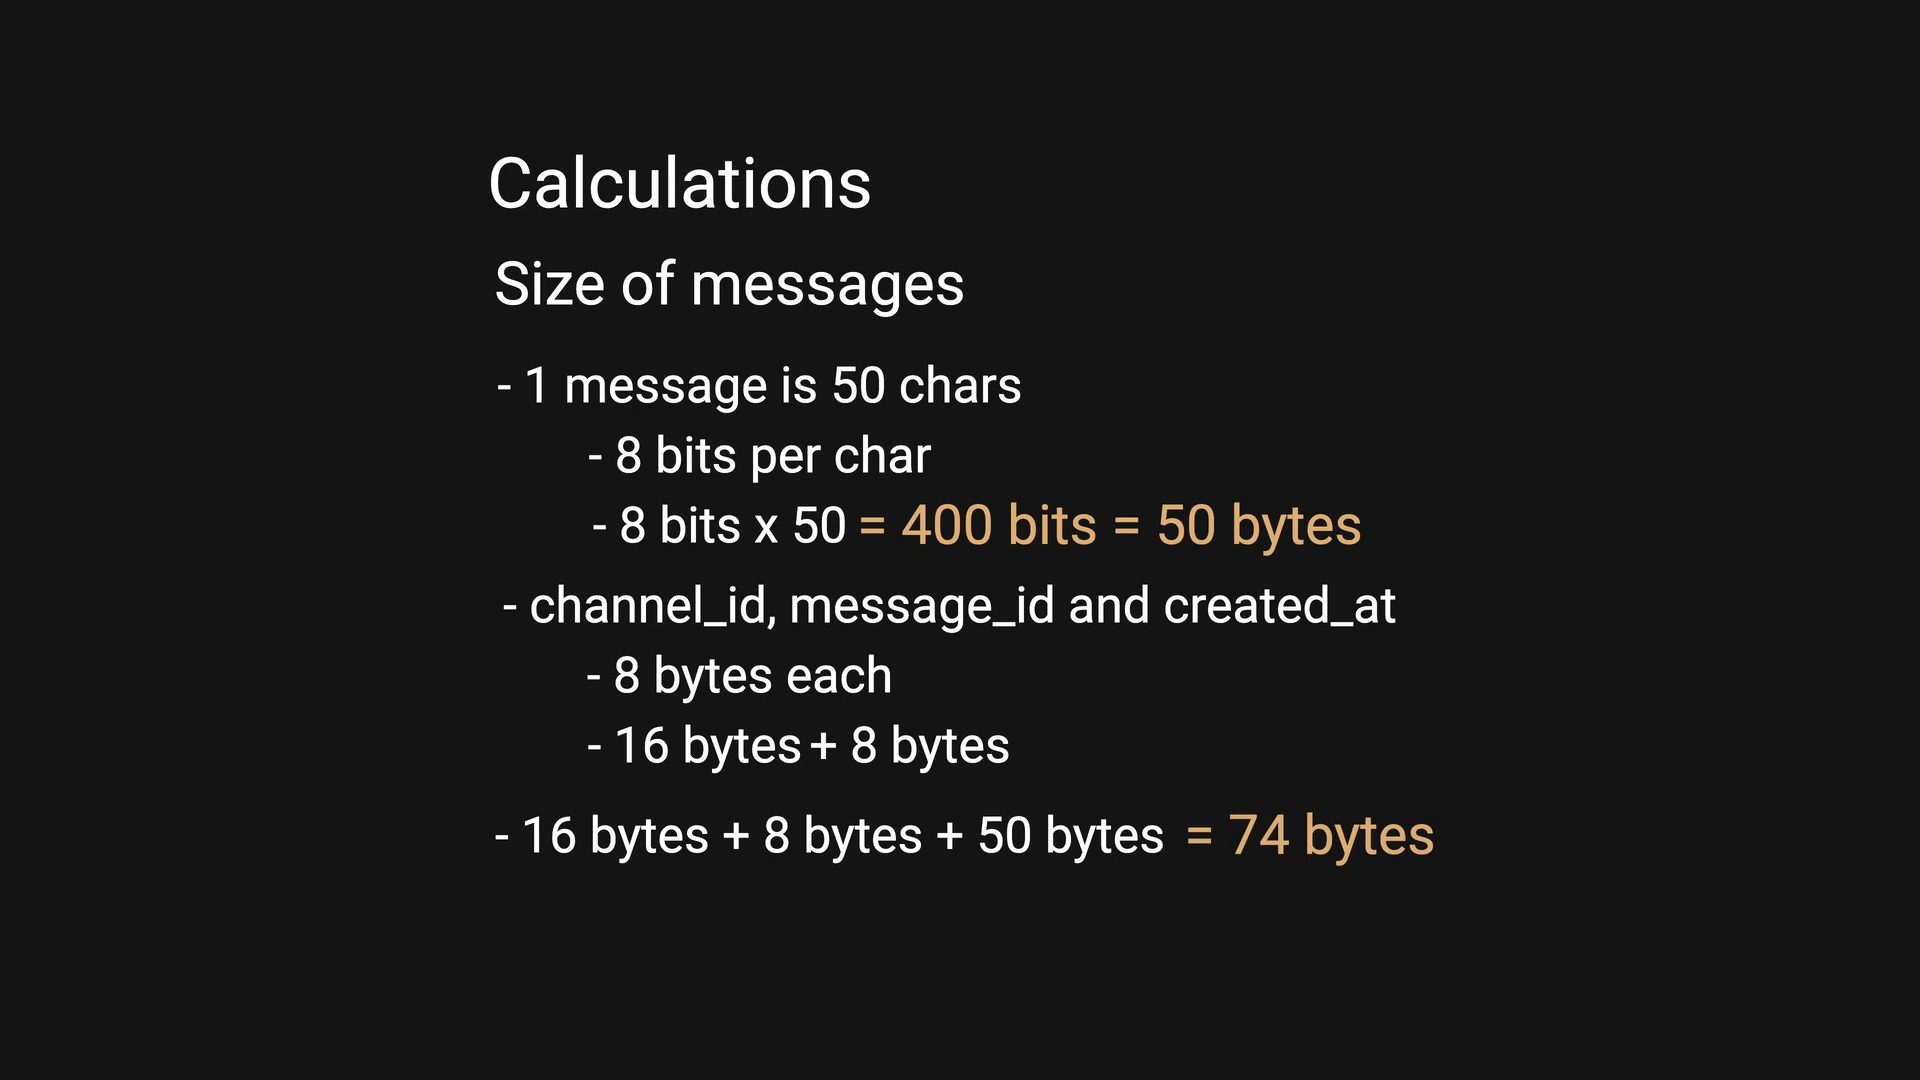 Calculations
Size of messages
- 1 message is 50 chars
- 8 bits per char
- 8 bits x 50 = 400 bits = 50 bytes
- channel_id, message_id and created_at
- 8 bytes each
- 16 bytes + 8 bytes
- 16 bytes + 8 bytes + 50 bytes = 74 bytes